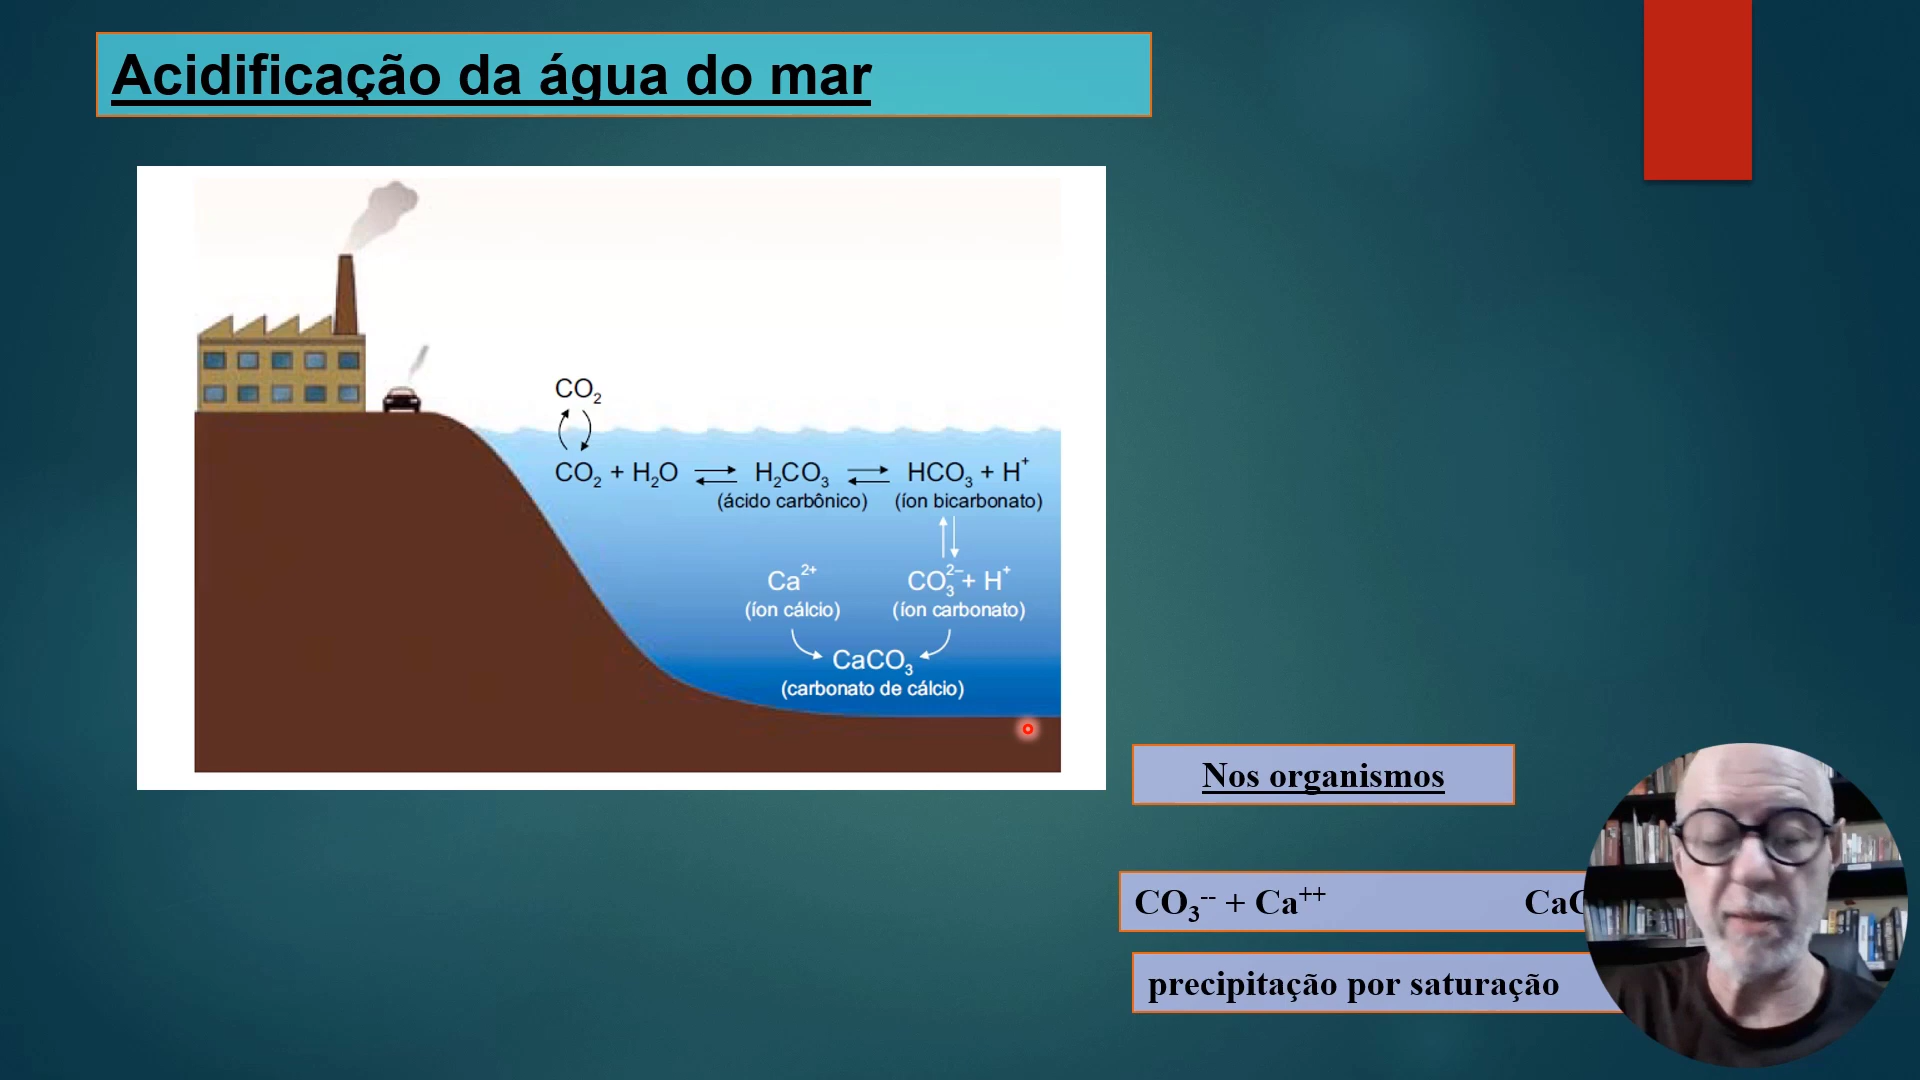 Acidificação da água do mar
CO₂
CO₂ + H₂O ⇌ H₂CO₃ ⇌ HCO₃ + H⁺
(ácido carbônico) (íon bicarbonato)
Ca²⁺ CO₃²⁻ + H⁺
(íon cálcio) (íon carbonato)
CaCO₃
(carbonato de cálcio)
Nos organismos
CO₃⁻⁻ + Ca⁺⁺
precipitação por saturação